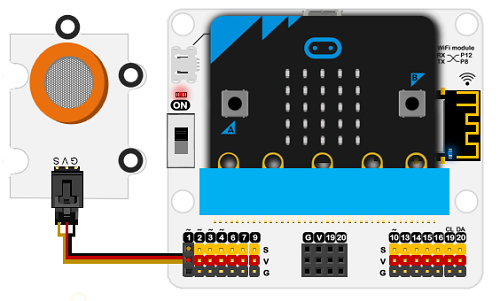 WiFi module
RX P12
TX P8
ON
A
B
G V S
~ ~ ~ ~
1 2 3 4 6 7 9
G V 19 20
~ CL DA
10 13 14 15 16 19 20
S
V
G
S
V
G